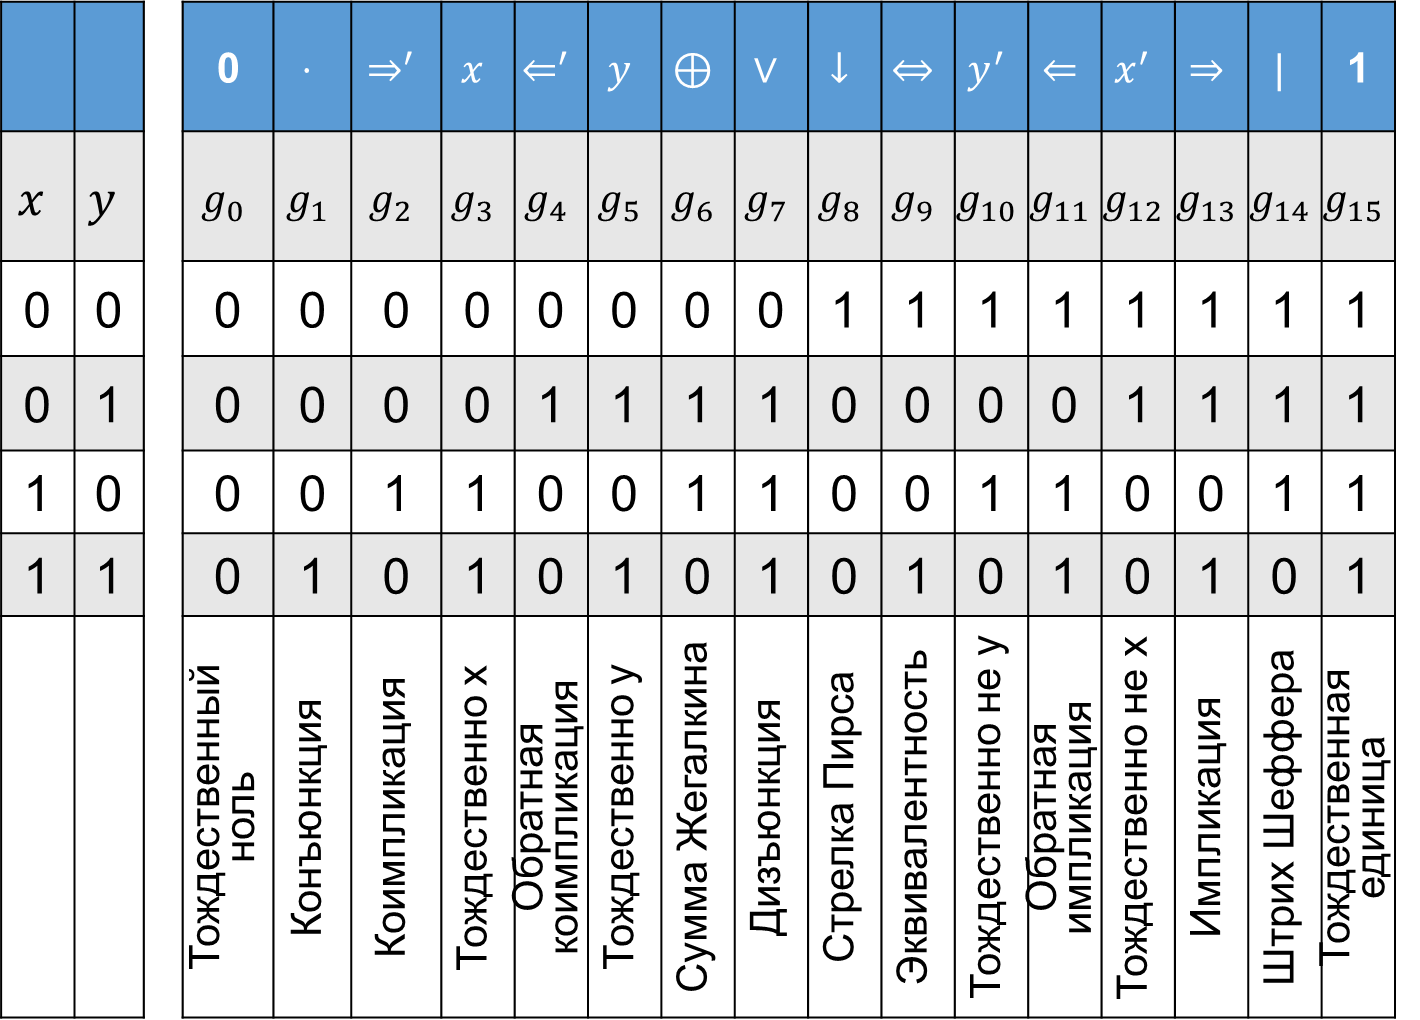 0 · ⇒′ x ⇐′ y ⊕ ∨ ↓ ⇔ y′ ⇐ x′ ⇒ | 1
x y g₀ g₁ g₂ g₃ g₄ g₅ g₆ g₇ g₈ g₉ g₁₀ g₁₁ g₁₂ g₁₃ g₁₄ g₁₅
0 0 0 0 0 0 0 0 0 0 1 1 1 1 1 1 1 1
0 1 0 0 0 0 1 1 1 1 0 0 0 0 1 1 1 1
1 0 0 0 1 1 0 0 1 1 0 0 1 1 0 0 1 1
1 1 0 1 0 1 0 1 0 1 0 1 0 1 0 1 0 1
Тождественный
ноль
Конъюнкция
Коимпликация
Тождественно x
Обратная
коимпликация
Тождественно y
Сумма Жегалкина
Дизъюнкция
Стрелка Пирса
Эквивалентность
Тождественно не y
Обратная
импликация
Тождественно не x
Импликация
Штрих Шеффера
Тождественная
единица